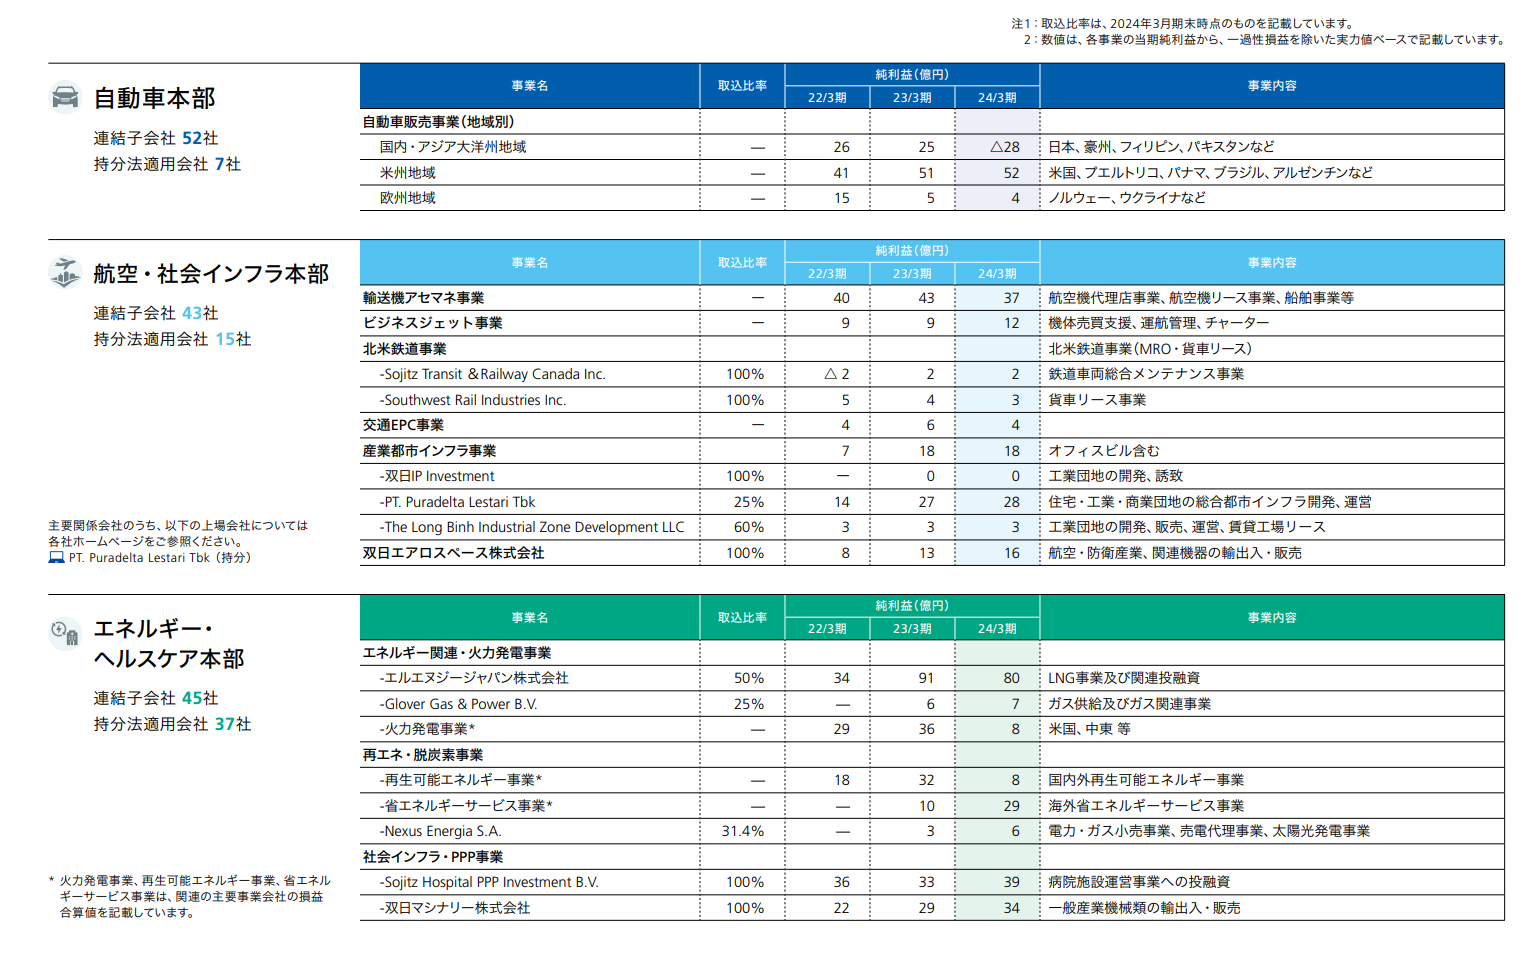 注1：取込比率は、2024年3月期末時点のものを記載しています。
2：数値は、各事業の当期純利益から、一過性損益を除いた実力値ベースで記載しています。
自動車本部
連結子会社 52社
持分法適用会社 7社
事業名 取込比率 純利益（億円） 事業内容
22/3期 23/3期 24/3期
自動車販売事業（地域別）
国内・アジア大洋州地域 — 26 25 △28 日本、豪州、フィリピン、パキスタンなど
米州地域 — 41 51 52 米国、プエルトリコ、パナマ、ブラジル、アルゼンチンなど
欧州地域 — 15 5 4 ノルウェー、ウクライナなど
航空・社会インフラ本部
連結子会社 43社
持分法適用会社 15社
主要関係会社のうち、以下の上場会社については
各社ホームページをご参照ください。
PT. Puradelta Lestari Tbk（持分）
事業名 取込比率 純利益（億円） 事業内容
22/3期 23/3期 24/3期
輸送機アセマネ事業 — 40 43 37 航空機代理店事業、航空機リース事業、船舶事業等
ビジネスジェット事業 — 9 9 12 機体売買支援、運航管理、チャーター
北米鉄道事業 北米鉄道事業（MRO・貨車リース）
-Sojitz Transit ＆Railway Canada Inc. 100% △ 2 2 2 鉄道車両総合メンテナンス事業
-Southwest Rail Industries Inc. 100% 5 4 3 貨車リース事業
交通EPC事業 — 4 6 4
産業都市インフラ事業 7 18 18 オフィスビル含む
-双日IP Investment 100% — 0 0 工業団地の開発、誘致
-PT. Puradelta Lestari Tbk 25% 14 27 28 住宅・工業・商業団地の総合都市インフラ開発、運営
-The Long Binh Industrial Zone Development LLC 60% 3 3 3 工業団地の開発、販売、運営、賃貸工場リース
双日エアロスペース株式会社 100% 8 13 16 航空・防衛産業、関連機器の輸出入・販売
エネルギー・
ヘルスケア本部
連結子会社 45社
持分法適用会社 37社
* 火力発電事業、再生可能エネルギー事業、省エネル
ギーサービス事業は、関連の主要事業会社の損益
合算値を記載しています。
事業名 取込比率 純利益（億円） 事業内容
22/3期 23/3期 24/3期
エネルギー関連・火力発電事業
-エルエヌジージャパン株式会社 50% 34 91 80 LNG事業及び関連投融資
-Glover Gas & Power B.V. 25% — 6 7 ガス供給及びガス関連事業
-火力発電事業* — 29 36 8 米国、中東 等
再エネ・脱炭素事業
-再生可能エネルギー事業* — 18 32 8 国内外再生可能エネルギー事業
-省エネルギーサービス事業* — — 10 29 海外省エネルギーサービス事業
-Nexus Energia S.A. 31.4% — 3 6 電力・ガス小売事業、売電代理事業、太陽光発電事業
社会インフラ・PPP事業
-Sojitz Hospital PPP Investment B.V. 100% 36 33 39 病院施設運営事業への投融資
-双日マシナリー株式会社 100% 22 29 34 一般産業機械類の輸出入・販売